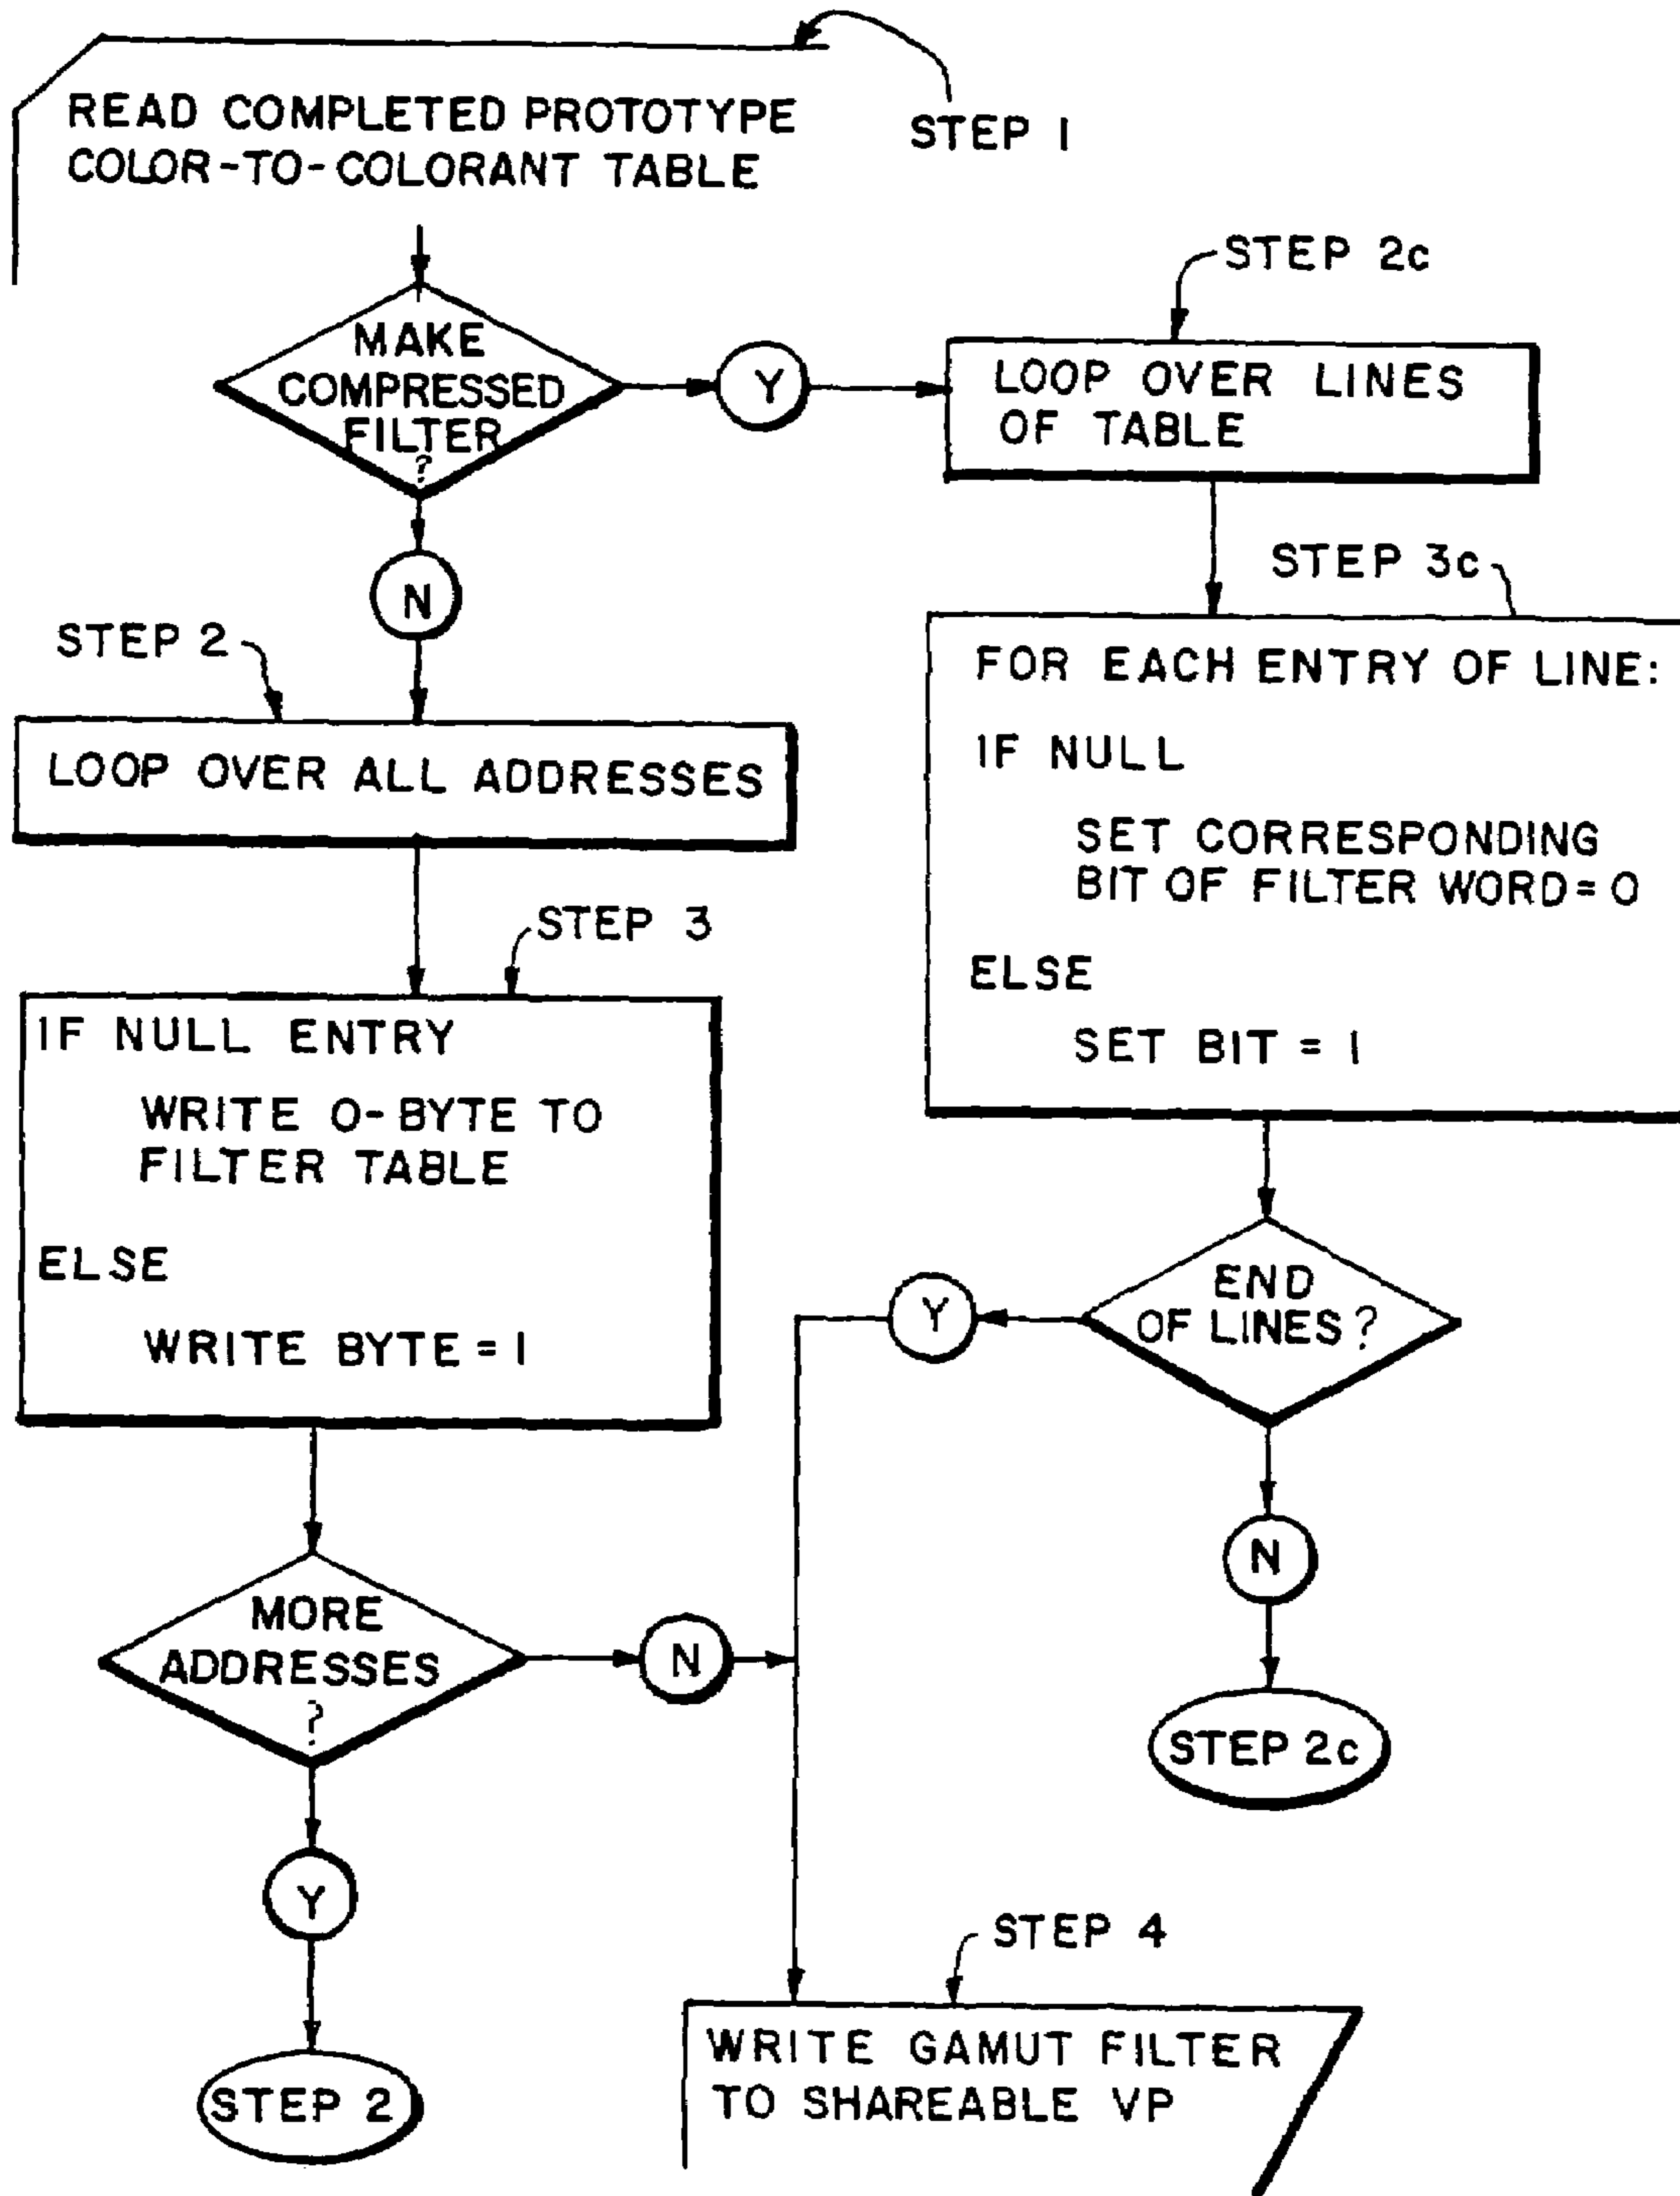 READ COMPLETED PROTOTYPE
COLOR-TO-COLORANT TABLE
STEP 1
MAKE
COMPRESSED
FILTER
?
Y
STEP 2c
LOOP OVER LINES
OF TABLE
N
STEP 2
LOOP OVER ALL ADDRESSES
STEP 3c
FOR EACH ENTRY OF LINE:
IF NULL
SET CORRESPONDING
BIT OF FILTER WORD=0
ELSE
SET BIT = 1
STEP 3
IF NULL ENTRY
WRITE 0-BYTE TO
FILTER TABLE
ELSE
WRITE BYTE = 1
END
OF LINES?
Y
N
STEP 2c
MORE
ADDRESSES
?
N
Y
STEP 2
STEP 4
WRITE GAMUT FILTER
TO SHAREABLE VP